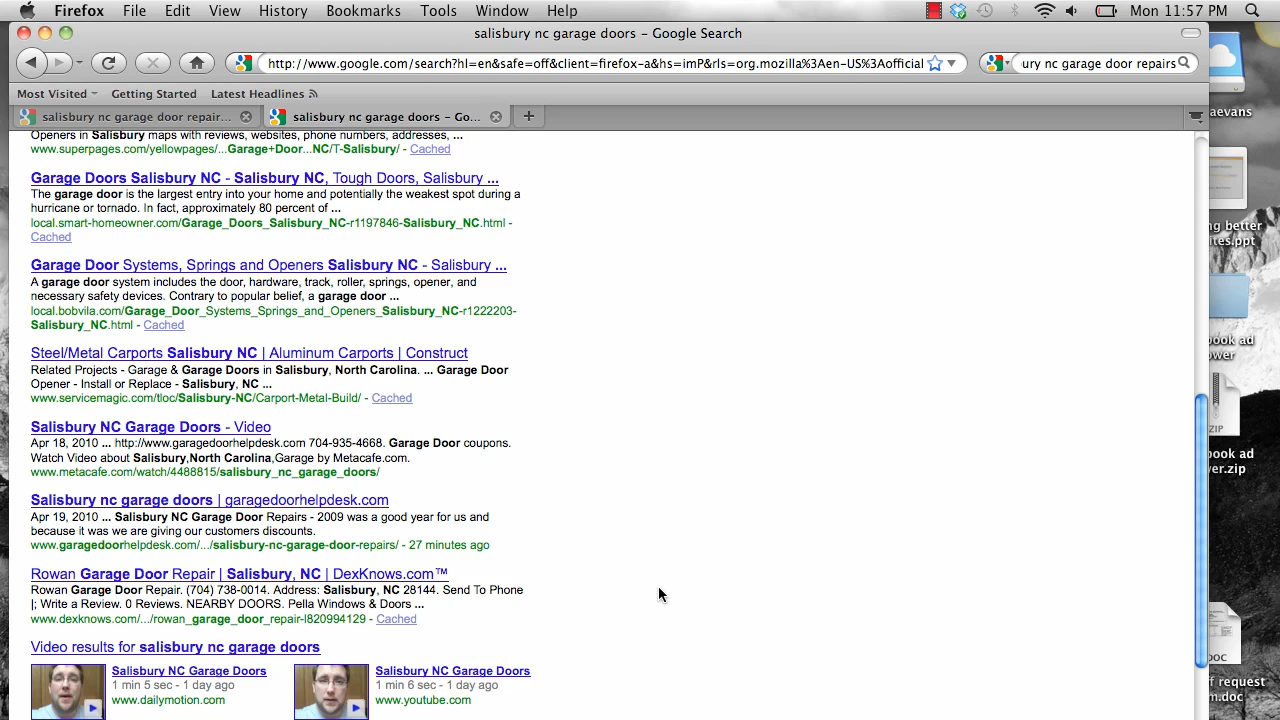 Firefox File Edit View History Bookmarks Tools Window Help Mon 11:57 PM
salisbury nc garage doors - Google Search
http://www.google.com/search?hl=en&safe=off&client=firefox-a&hs=imP&rls=org.mozilla%3Aen-US%3Aofficial ury nc garage door repairs
Most Visited Getting Started Latest Headlines
salisbury nc garage door repair... salisbury nc garage doors - Go...
Openers in Salisbury maps with reviews, websites, phone numbers, addresses, ...
www.superpages.com/yellowpages/...Garage+Door...NC/T-Salisbury/ - Cached
Garage Doors Salisbury NC - Salisbury NC, Tough Doors, Salisbury ...
The garage door is the largest entry into your home and potentially the weakest spot during a
hurricane or tornado. In fact, approximately 80 percent of ...
local.smart-homeowner.com/Garage_Doors_Salisbury_NC-r1197846-Salisbury_NC.html -
Cached
Garage Door Systems, Springs and Openers Salisbury NC - Salisbury ...
A garage door system includes the door, hardware, track, roller, springs, opener, and
necessary safety devices. Contrary to popular belief, a garage door ...
local.bobvila.com/Garage_Door_Systems_Springs_and_Openers_Salisbury_NC-r1222203-
Salisbury_NC.html - Cached
Steel/Metal Carports Salisbury NC | Aluminum Carports | Construct
Related Projects - Garage & Garage Doors in Salisbury, North Carolina. ... Garage Door
Opener - Install or Replace - Salisbury, NC ...
www.servicemagic.com/tloc/Salisbury-NC/Carport-Metal-Build/ - Cached
Salisbury NC Garage Doors - Video
Apr 18, 2010 ... http://www.garagedoorhelpdesk.com 704-935-4668. Garage Door coupons.
Watch Video about Salisbury,North Carolina,Garage by Metacafe.com.
www.metacafe.com/watch/4488815/salisbury_nc_garage_doors/
Salisbury nc garage doors | garagedoorhelpdesk.com
Apr 19, 2010 ... Salisbury NC Garage Door Repairs - 2009 was a good year for us and
because it was we are giving our customers discounts.
www.garagedoorhelpdesk.com/.../salisbury-nc-garage-door-repairs/ - 27 minutes ago
Rowan Garage Door Repair | Salisbury, NC | DexKnows.com™
Rowan Garage Door Repair. (704) 738-0014. Address: Salisbury, NC 28144. Send To Phone
|; Write a Review. 0 Reviews. NEARBY DOORS. Pella Windows & Doors ...
www.dexknows.com/.../rowan_garage_door_repair-l820994129 - Cached
Video results for salisbury nc garage doors
Salisbury NC Garage Doors
1 min 5 sec - 1 day ago
www.dailymotion.com
Salisbury NC Garage Doors
1 min 6 sec - 1 day ago
www.youtube.com
aevans
ng better
ites.ppt
book ad
ower
ZIP
book ad
ver.zip
DOC
ff request
m.doc